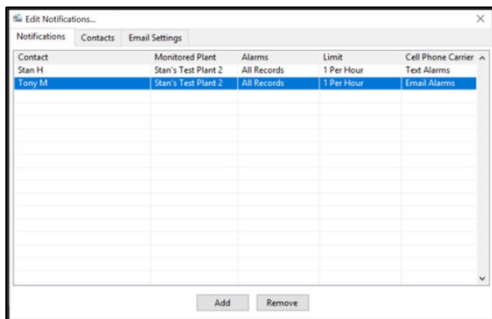 Edit Notifications...
Notifications Contacts Email Settings
Contact Monitored Plant Alarms Limit Cell Phone Carrier
Stan H Stan's Test Plant 2 All Records 1 Per Hour Text Alarms
Tony M Stan's Test Plant 2 All Records 1 Per Hour Email Alarms
Add Remove